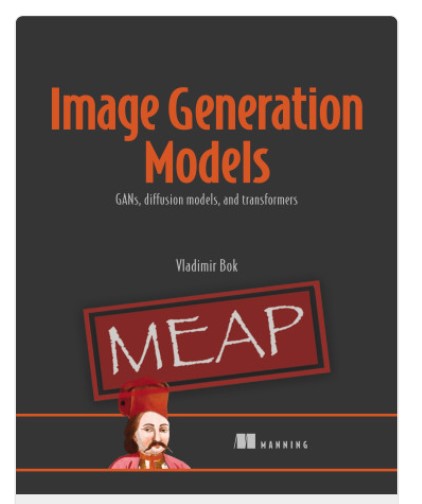 Image Generation
Models
GANs, diffusion models, and transformers
Vladimir Bok
MEAP
MANNING